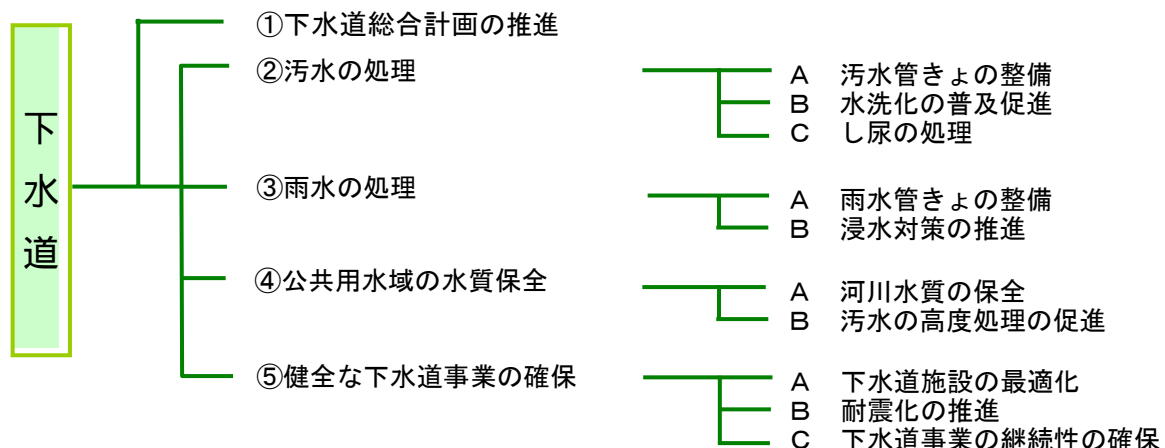 下水道
①下水道総合計画の推進
②汚水の処理
A 汚水管きょの整備
B 水洗化の普及促進
C し尿の処理
③雨水の処理
A 雨水管きょの整備
B 浸水対策の推進
④公共用水域の水質保全
A 河川水質の保全
B 汚水の高度処理の促進
⑤健全な下水道事業の確保
A 下水道施設の最適化
B 耐震化の推進
C 下水道事業の継続性の確保